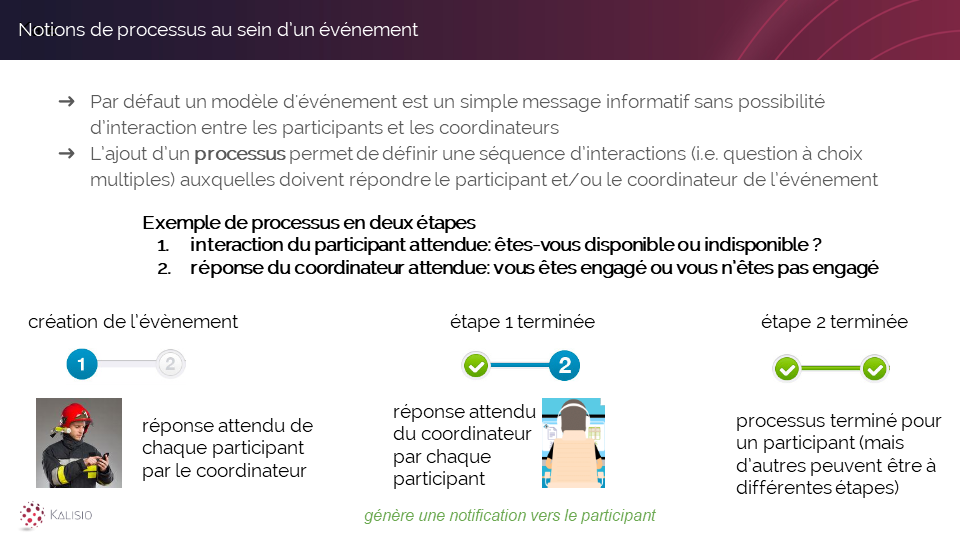 Notions de processus au sein d'un événement
➔ Par défaut un modèle d'événement est un simple message informatif sans possibilité
d'interaction entre les participants et les coordinateurs
➔ L'ajout d'un processus permet de définir une séquence d'interactions (i.e. question à choix
multiples) auxquelles doivent répondre le participant et/ou le coordinateur de l'événement
Exemple de processus en deux étapes
1. interaction du participant attendue: êtes-vous disponible ou indisponible ?
2. réponse du coordinateur attendue: vous êtes engagé ou vous n'êtes pas engagé
création de l'évènement
1 2
réponse attendu de
chaque participant
par le coordinateur
étape 1 terminée
2
réponse attendu
du coordinateur
par chaque
participant
étape 2 terminée
processus terminé pour
un participant (mais
d'autres peuvent être à
différentes étapes)
KALISIO
génère une notification vers le participant